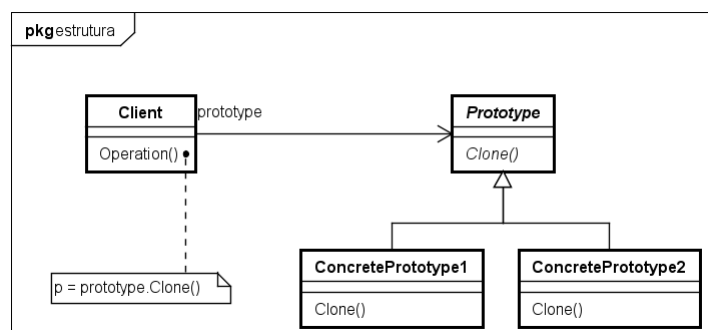 pkg estrutura
Client
prototype
Prototype
Operation()
Clone()
p = prototype.Clone()
ConcretePrototype1
ConcretePrototype2
Clone()
Clone()